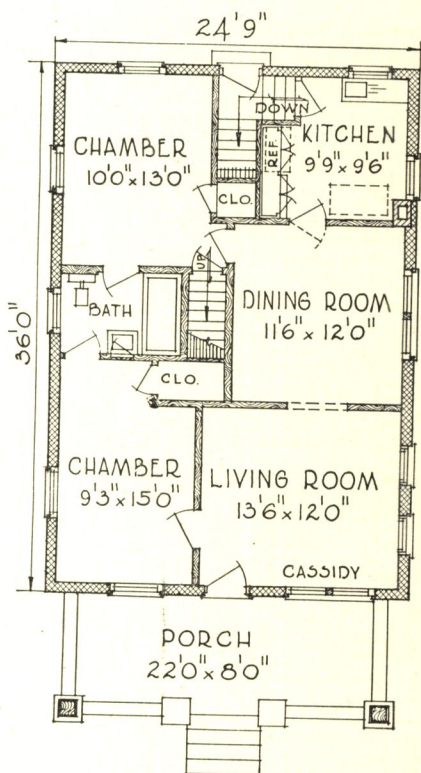 24'9"
36'0"
DOWN
CHAMBER
10'0" x 13'0"
KITCHEN
9'9" x 9'6"
REF.
CLO.
UP
BATH
DINING ROOM
11'6" x 12'0"
CLO.
CHAMBER
9'3" x 15'0"
LIVING ROOM
13'6" x 12'0"
CASSIDY
PORCH
22'0" x 8'0"